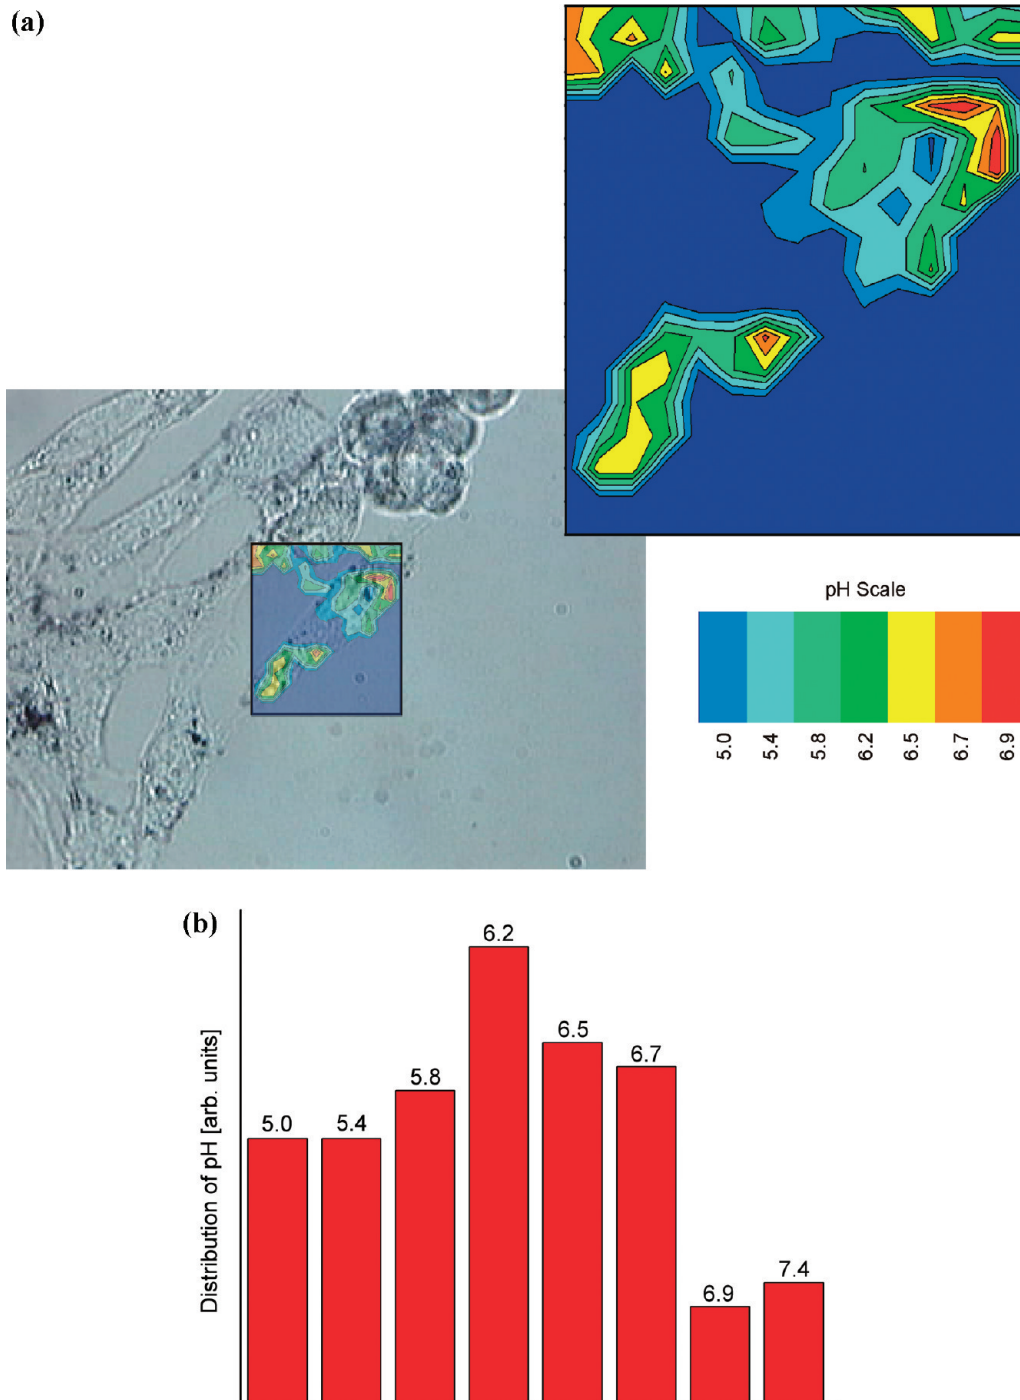 (a)
pH Scale
5.0 5.4 5.8 6.2 6.5 6.7 6.9
(b)
Distribution of pH [arb. units]
5.0 5.4 5.8 6.2 6.5 6.7 6.9 7.4